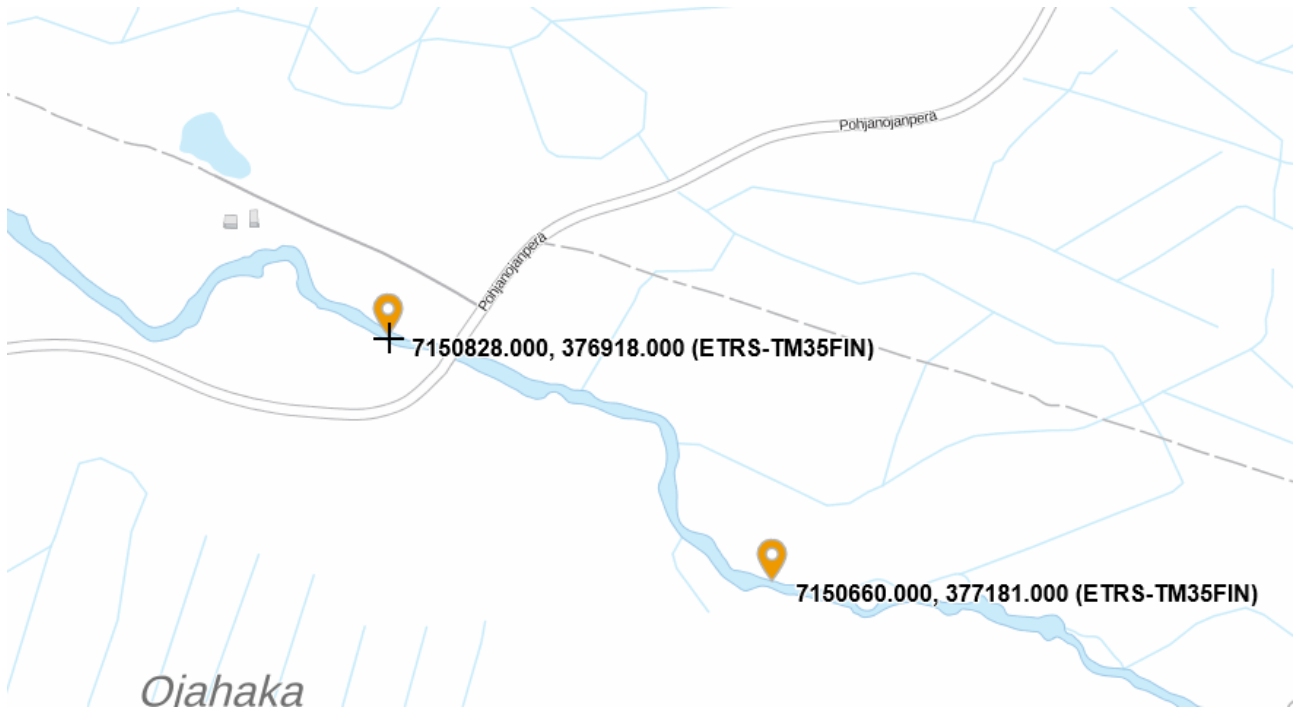 Pohjanojanperä
Pohjanojanperä
7150828.000, 376918.000 (ETRS-TM35FIN)
7150660.000, 377181.000 (ETRS-TM35FIN)
Ojahaka